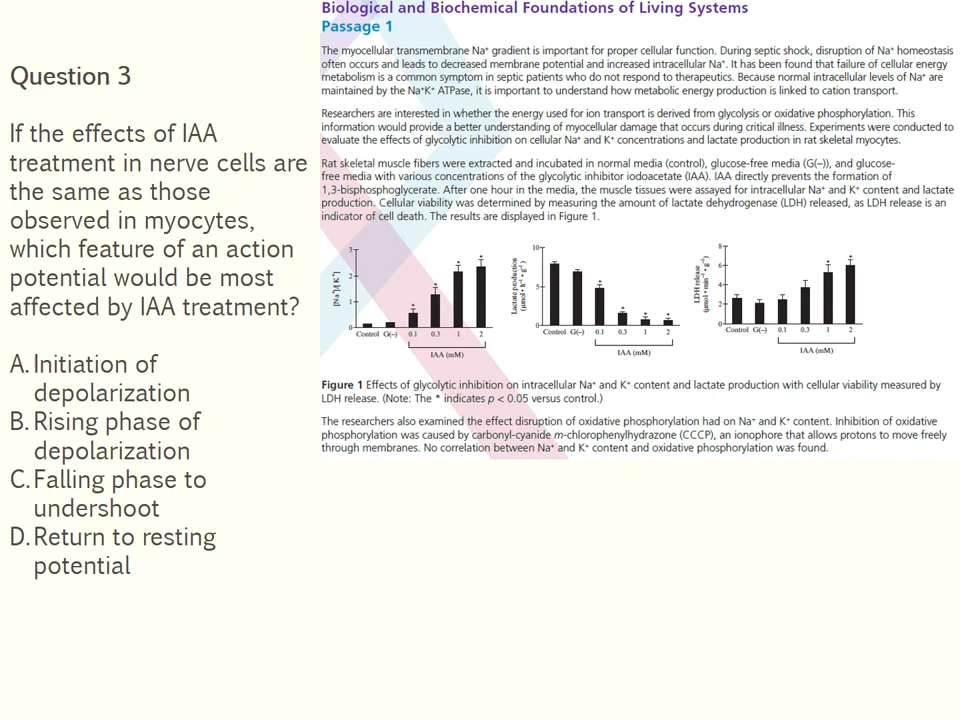 Biological and Biochemical Foundations of Living Systems
Passage 1
Question 3
If the effects of IAA
treatment in nerve cells are
the same as those
observed in myocytes,
which feature of an action
potential would be most
affected by IAA treatment?
A. Initiation of
depolarization
B. Rising phase of
depolarization
C. Falling phase to
undershoot
D. Return to resting
potential
The myocellular transmembrane Na⁺ gradient is important for proper cellular function. During septic shock, disruption of Na⁺ homeostasis
often occurs and leads to decreased membrane potential and increased intracellular Na⁺. It has been found that failure of cellular energy
metabolism is a common symptom in septic patients who do not respond to therapeutics. Because normal intracellular levels of Na⁺ are
maintained by the Na⁺K⁺ ATPase, it is important to understand how metabolic energy production is linked to cation transport.
Researchers are interested in whether the energy used for ion transport is derived from glycolysis or oxidative phosphorylation. This
information would provide a better understanding of myocellular damage that occurs during critical illness. Experiments were conducted to
evaluate the effects of glycolytic inhibition on cellular Na⁺ and K⁺ concentrations and lactate production in rat skeletal myocytes.
Rat skeletal muscle fibers were extracted and incubated in normal media (control), glucose-free media (G(–)), and glucose-
free media with various concentrations of the glycolytic inhibitor iodoacetate (IAA). IAA directly prevents the formation of
1,3-bisphosphoglycerate. After one hour in the media, the muscle tissues were assayed for intracellular Na⁺ and K⁺ content and lactate
production. Cellular viability was determined by measuring the amount of lactate dehydrogenase (LDH) released, as LDH release is an
indicator of cell death. The results are displayed in Figure 1.
[Na⁺]/[K⁺]
3
2
1
0
* * * *
Control G(–) 0.1 0.3 1 2
IAA (mM)
Lactate production
(µmol • h⁻¹ • g⁻¹)
10
5
0
* * * *
Control G(–) 0.1 0.3 1 2
IAA (mM)
LDH release
(µmol • min⁻¹ • g⁻¹)
8
6
4
2
0
* *
Control G(–) 0.1 0.3 1 2
IAA (mM)
Figure 1 Effects of glycolytic inhibition on intracellular Na⁺ and K⁺ content and lactate production with cellular viability measured by
LDH release. (Note: The * indicates p < 0.05 versus control.)
The researchers also examined the effect disruption of oxidative phosphorylation had on Na⁺ and K⁺ content. Inhibition of oxidative
phosphorylation was caused by carbonyl-cyanide m-chlorophenylhydrazone (CCCP), an ionophore that allows protons to move freely
through membranes. No correlation between Na⁺ and K⁺ content and oxidative phosphorylation was found.